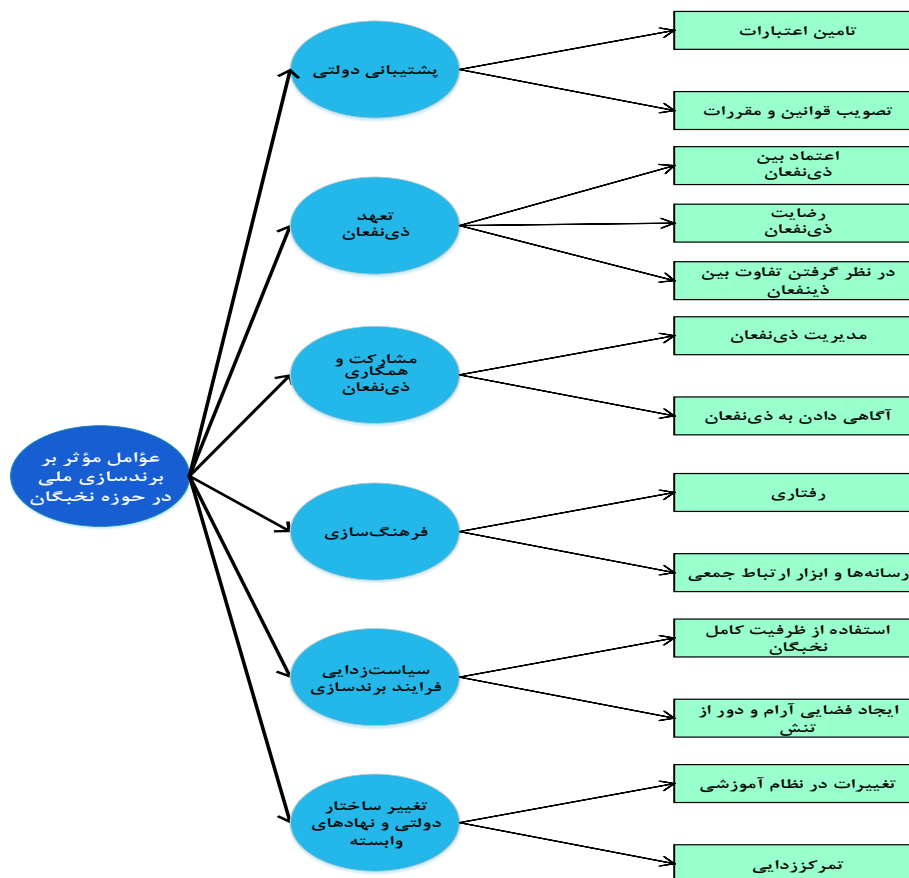 عؤامل مؤثر بر
برندسازی ملی
در حوزه نخبگان
پشتیبانی دولتی
تامین اعتبارات
تصویب قوانین و مقررات
تعهد
ذی‌نفعان
اعتماد بین
ذی‌نفعان
رضایت
ذی‌نفعان
در نظر گرفتن تفاوت بین
ذینفعان
مشارکت و
همگاری
ذی‌نفعان
مدیریت ذی‌نفعان
آگاهی دادن به ذی‌نفعان
فرهنگ‌سازی
رفتاری
رسانه‌ها و ابزار ارتباط جمعی
سیاست‌زدایی
فرایند برندسازی
استفاده از ظرفیت کامل
نخبگان
ایجاد فضایی آرام و دور از
تنش
تغییر ساختار
دولتی و نهادهای
وابسته
تغییرات در نظام آموزشی
تمرکززدایی